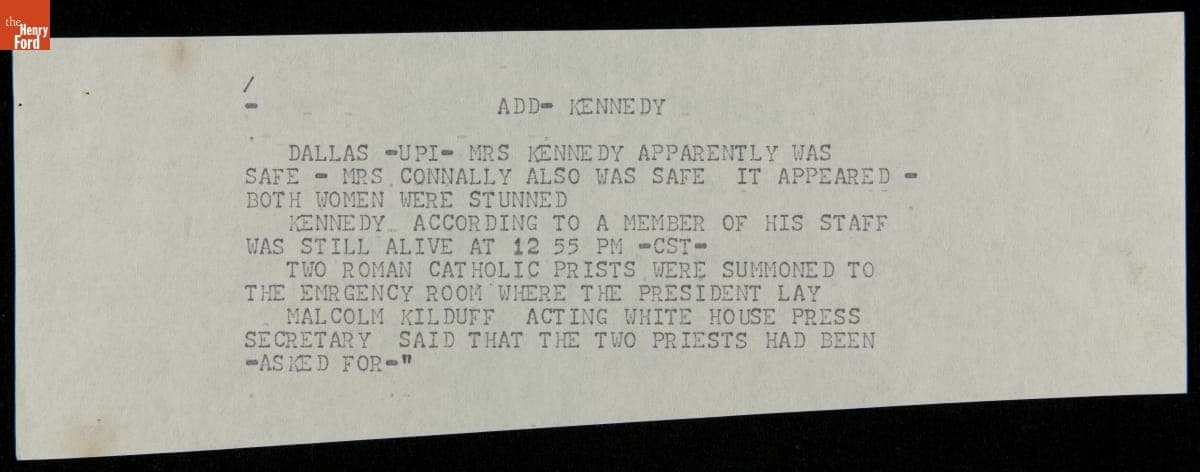 the
Henry
Ford
/
- ADD- KENNEDY
DALLAS -UPI- MRS KENNEDY APPARENTLY WAS
SAFE - MRS CONNALLY ALSO WAS SAFE IT APPEARED -
BOTH WOMEN WERE STUNNED
KENNEDY ACCORDING TO A MEMBER OF HIS STAFF
WAS STILL ALIVE AT 12 55 PM -CST-
TWO ROMAN CATHOLIC PRISTS WERE SUMMONED TO
THE EMRGENCY ROOM WHERE THE PRESIDENT LAY
MALCOLM KILDUFF ACTING WHITE HOUSE PRESS
SECRETARY SAID THAT THE TWO PRIESTS HAD BEEN
-ASKED FOR-"